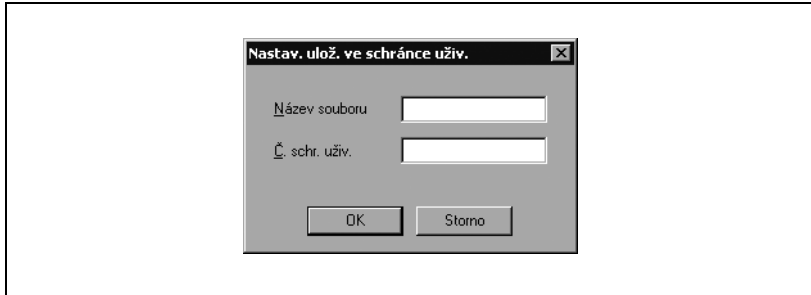 Nastav. ulož. ve schránce uživ.
Název souboru
Č. schr. uživ.
OK
Storno